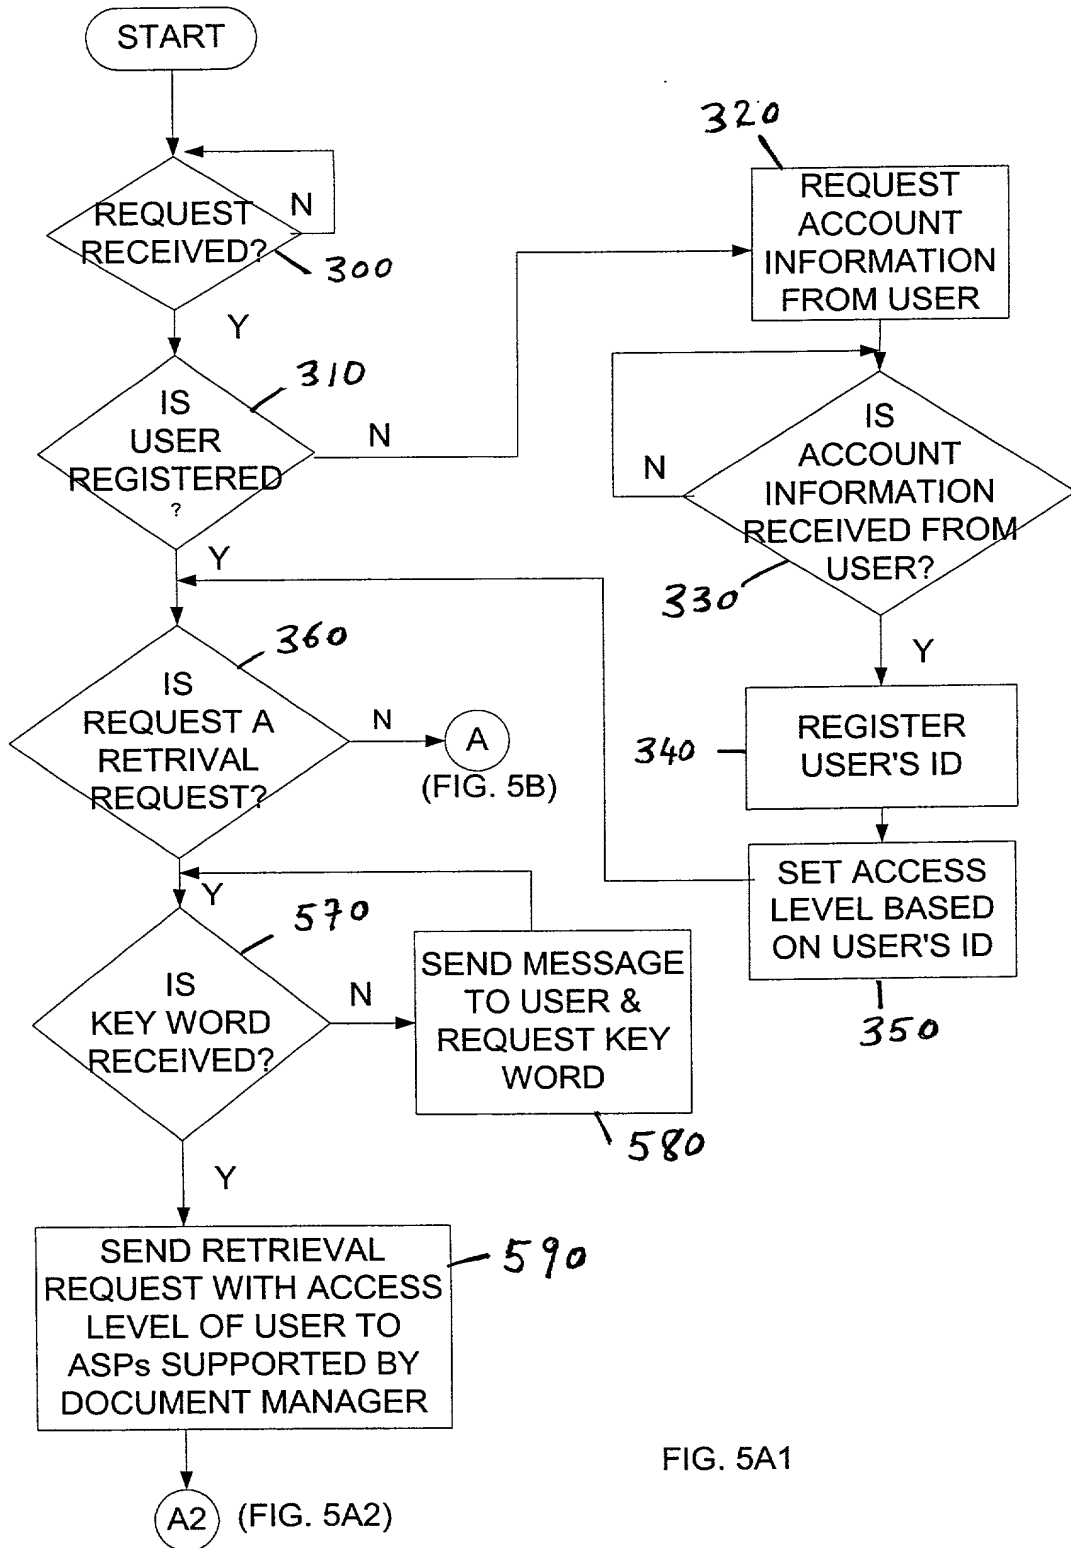 START
REQUEST
RECEIVED?
N
300
Y
IS
USER
REGISTERED
?
310
N
Y
320
REQUEST
ACCOUNT
INFORMATION
FROM USER
IS
ACCOUNT
INFORMATION
RECEIVED FROM
USER?
N
330
Y
340
REGISTER
USER'S ID
SET ACCESS
LEVEL BASED
ON USER'S ID
350
IS
REQUEST A
RETRIVAL
REQUEST?
360
N
A
(FIG. 5B)
Y
IS
KEY WORD
RECEIVED?
570
N
SEND MESSAGE
TO USER &
REQUEST KEY
WORD
580
Y
SEND RETRIEVAL
REQUEST WITH ACCESS
LEVEL OF USER TO
ASPs SUPPORTED BY
DOCUMENT MANAGER
590
A2
(FIG. 5A2)
FIG. 5A1